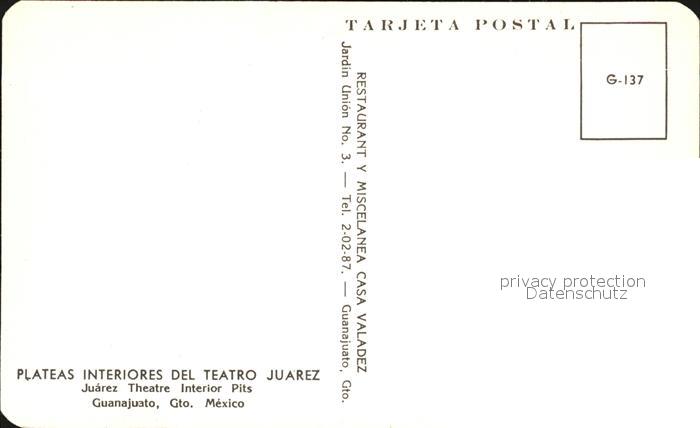 TARJETA POSTAL
G-137
RESTAURANT Y MISCELANEA CASA VALADEZ
Jardín Unión No. 3. — Tel. 2-02-87. — Guanajuato, Gto.
privacy protection
Datenschutz
PLATEAS INTERIORES DEL TEATRO JUAREZ
Juárez Theatre Interior Pits
Guanajuato, Gto. México